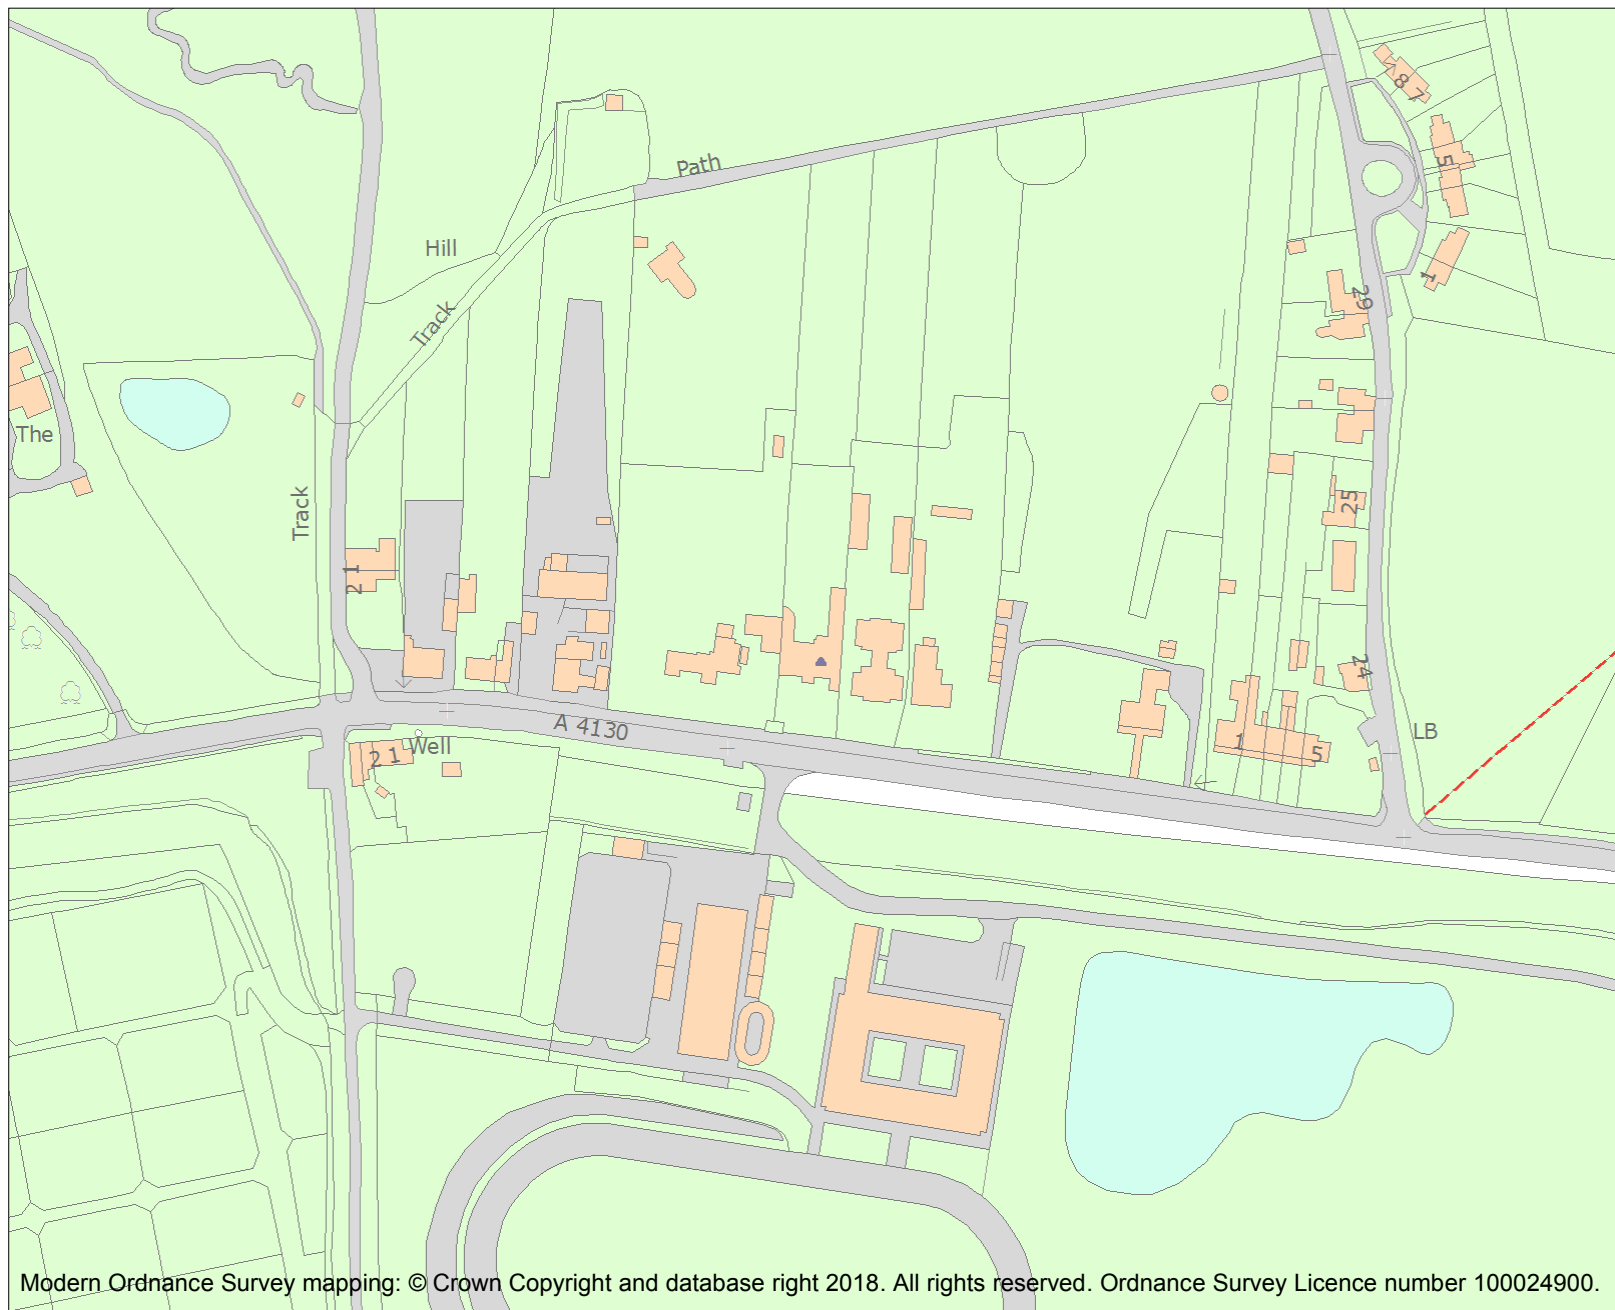 8 7
Path
5
Hill
1
29
Track
The
Track
25
2 1
24
A 4130
LB
Well
2 1
1
5
Modern Ordnance Survey mapping: © Crown Copyright and database right 2018. All rights reserved. Ordnance Survey Licence number 100024900.